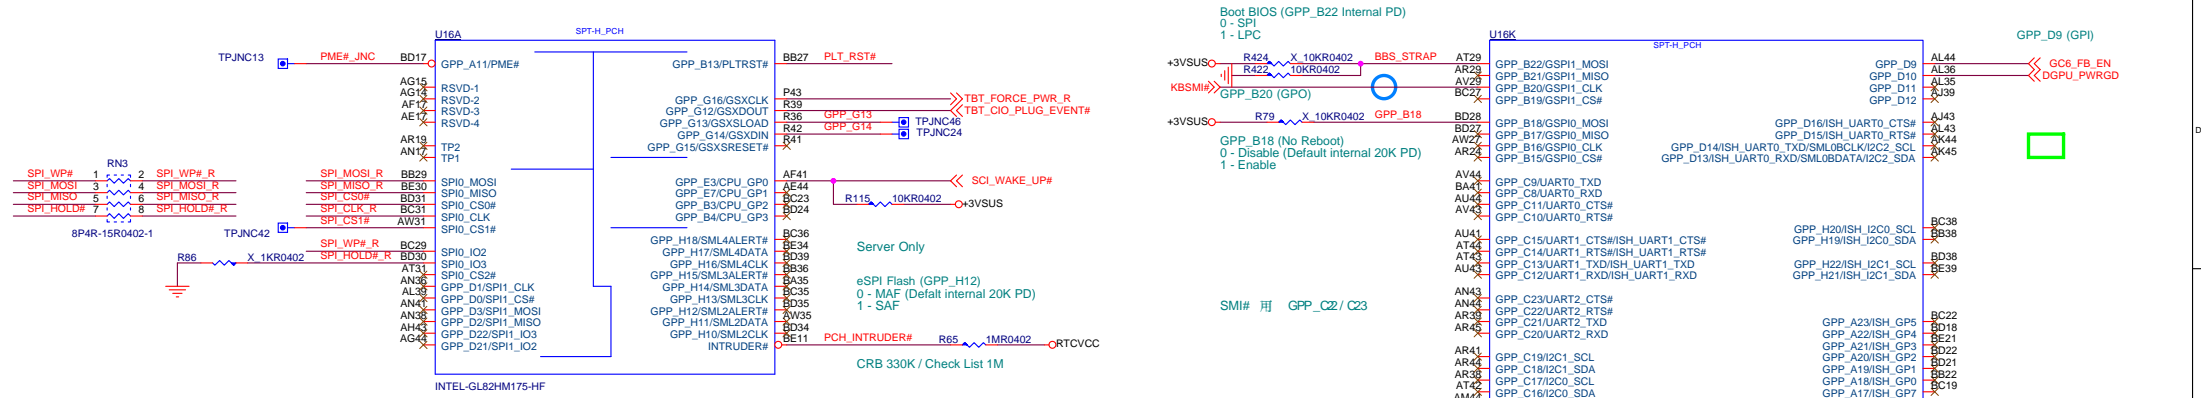 U16A
SPT-H_PCH
TPJNC13
PME#_JNC
BD17
GPP_A11/PME#
GPP_B13/PLTRST#
BB27
PLT_RST#
AG15
RSVD-1
AG14
RSVD-2
AF17
RSVD-3
AE17
RSVD-4
AR19
TP2
AN17
TP1
P43
GPP_G16/GSXCLK
TBT_FORCE_PWR_R
R39
GPP_G12/GSXDOUT
TBT_CIO_PLUG_EVENT#
R36
GPP_G13/GSXSLOAD
GPP_G13
TPJNC46
R42
GPP_G14/GSXDIN
GPP_G14
TPJNC24
R41
GPP_G15/GSXSRESET#
RN3
SPI_WP# 1 2 SPI_WP#_R
SPI_MOSI 3 4 SPI_MOSI_R
SPI_MISO 5 6 SPI_MISO_R
SPI_HOLD# 7 8 SPI_HOLD#_R
8P4R-15R0402-1
SPI_MOSI_R BB29 SPI0_MOSI
SPI_MISO_R BE30 SPI0_MISO
SPI_CS0# BD31 SPI0_CS0#
SPI_CLK_R BC31 SPI0_CLK
SPI_CS1# AW31 SPI0_CS1#
TPJNC42
SPI_WP#_R BC29 SPI0_IO2
SPI_HOLD#_R BD30 SPI0_IO3
R86 X_1KR0402
AT31 SPI0_CS2#
AN36 GPP_D1/SPI1_CLK
AL39 GPP_D0/SPI1_CS#
AN41 GPP_D3/SPI1_MOSI
AN38 GPP_D2/SPI1_MISO
AH43 GPP_D22/SPI1_IO3
AG44 GPP_D21/SPI1_IO2
GPP_E3/CPU_GP0 AF41 SCI_WAKE_UP#
GPP_E7/CPU_GP1 AE44
GPP_B3/CPU_GP2 BC23
GPP_B4/CPU_GP3 BD24
R115 10KR0402 +3VSUS
GPP_H18/SML4ALERT# BC36
GPP_H17/SML4DATA BE34
GPP_H16/SML4CLK BD39
GPP_H15/SML3ALERT# BB36
GPP_H14/SML3DATA BA35
GPP_H13/SML3CLK BC35
GPP_H12/SML2ALERT# BD35
GPP_H11/SML2DATA AW35
GPP_H10/SML2CLK BD34
INTRUDER# BE11 PCH_INTRUDER# R65 1MR0402 RTCVCC
Server Only
eSPI Flash (GPP_H12)
0 - MAF (Defalt internal 20K PD)
1 - SAF
CRB 330K / Check List 1M
INTEL-GL82HM175-HF
Boot BIOS (GPP_B22 Internal PD)
0 - SPI
1 - LPC
+3VSUS R424 X_10KR0402 BBS_STRAP
R422 10KR0402
KBSMI#
GPP_B20 (GPO)
+3VSUS R79 X_10KR0402 GPP_B18
GPP_B18 (No Reboot)
0 - Disable (Default internal 20K PD)
1 - Enable
SMI# 可 GPP_C22 / C23
U16K
SPT-H_PCH
AT29 GPP_B22/GSPI1_MOSI
AR29 GPP_B21/GSPI1_MISO
AV29 GPP_B20/GSPI1_CLK
BC27 GPP_B19/GSPI1_CS#
BD28 GPP_B18/GSPI0_MOSI
BD27 GPP_B17/GSPI0_MISO
AW27 GPP_B16/GSPI0_CLK
AR24 GPP_B15/GSPI0_CS#
AV44 GPP_C9/UART0_TXD
BA41 GPP_C8/UART0_RXD
AU44 GPP_C11/UART0_CTS#
AV43 GPP_C10/UART0_RTS#
AU41 GPP_C15/UART1_CTS#/ISH_UART1_CTS#
AT44 GPP_C14/UART1_RTS#/ISH_UART1_RTS#
AT43 GPP_C13/UART1_TXD/ISH_UART1_TXD
AU43 GPP_C12/UART1_RXD/ISH_UART1_RXD
AN43 GPP_C23/UART2_CTS#
AN44 GPP_C22/UART2_RTS#
AR39 GPP_C21/UART2_TXD
AR45 GPP_C20/UART2_RXD
AR41 GPP_C19/I2C1_SCL
AR44 GPP_C18/I2C1_SDA
AR38 GPP_C17/I2C0_SCL
AT42 GPP_C16/I2C0_SDA
GPP_D9 (GPI)
GPP_D9 AL44 GC6_FB_EN
GPP_D10 AL36 DGPU_PWRGD
GPP_D11 AL35
GPP_D12 AJ39
GPP_D16/ISH_UART0_CTS# AJ43
GPP_D15/ISH_UART0_RTS# AL43
GPP_D14/ISH_UART0_TXD/SML0BCLK/I2C2_SCL AK44
GPP_D13/ISH_UART0_RXD/SML0BDATA/I2C2_SDA AK45
GPP_H20/ISH_I2C0_SCL BC38
GPP_H19/ISH_I2C0_SDA BB38
GPP_H22/ISH_I2C1_SCL BD38
GPP_H21/ISH_I2C1_SDA BE39
GPP_A23/ISH_GP5 BC22
GPP_A22/ISH_GP4 BD18
GPP_A21/ISH_GP3 BE21
GPP_A20/ISH_GP2 BD22
GPP_A19/ISH_GP1 BD21
GPP_A18/ISH_GP0 BB22
GPP_A17/ISH_GP7 BC19
D